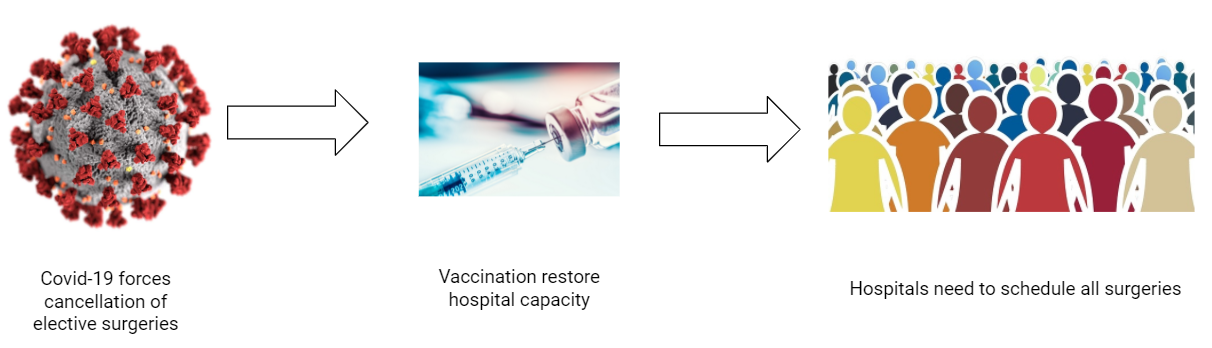 Covid-19 forces
cancellation of
elective surgeries
Vaccination restore
hospital capacity
Hospitals need to schedule all surgeries